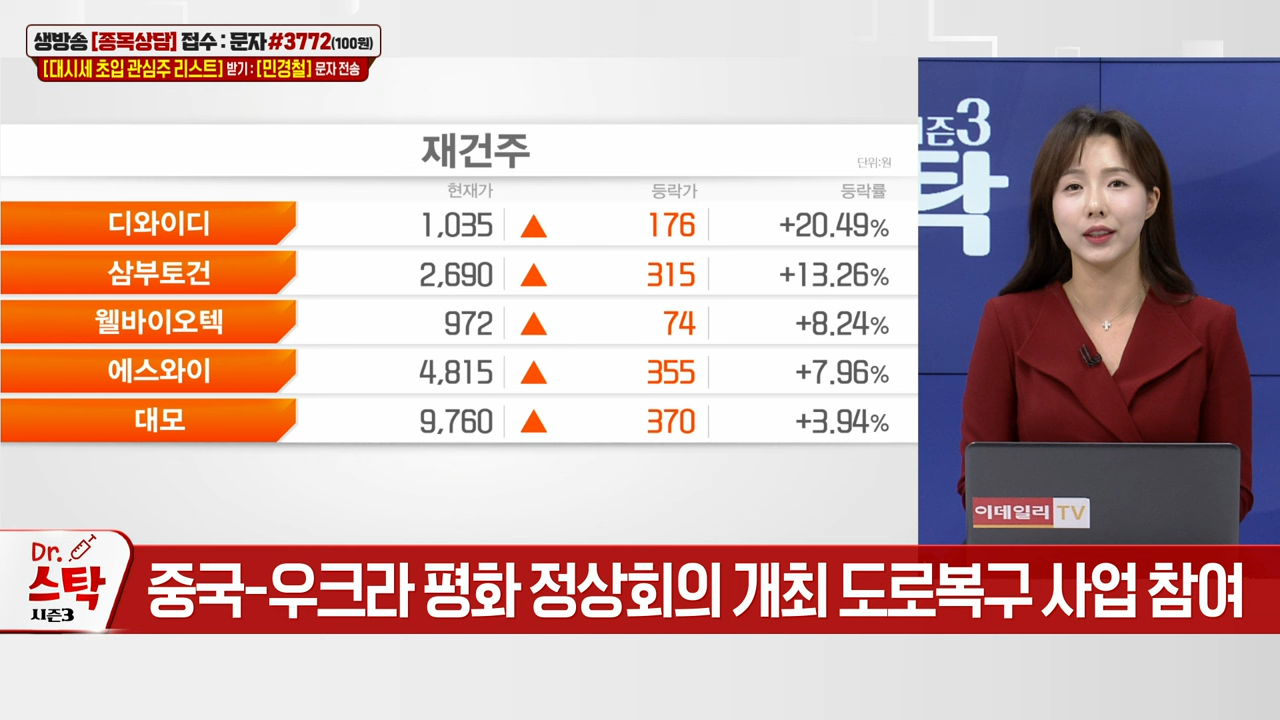 생방송 [종목상담] 접수 : 문자#3772(100원)
[대시세 초입 관심주 리스트] 받기 : [민경철] 문자 전송
재건주
단위:원
현재가 등락가 등락률
디와이디 1,035 ▲ 176 +20.49%
삼부토건 2,690 ▲ 315 +13.26%
웰바이오텍 972 ▲ 74 +8.24%
에스와이 4,815 ▲ 355 +7.96%
대모 9,760 ▲ 370 +3.94%
즌3
탁
이데일리 TV
Dr.
스탁
시즌3
중국-우크라 평화 정상회의 개최 도로복구 사업 참여